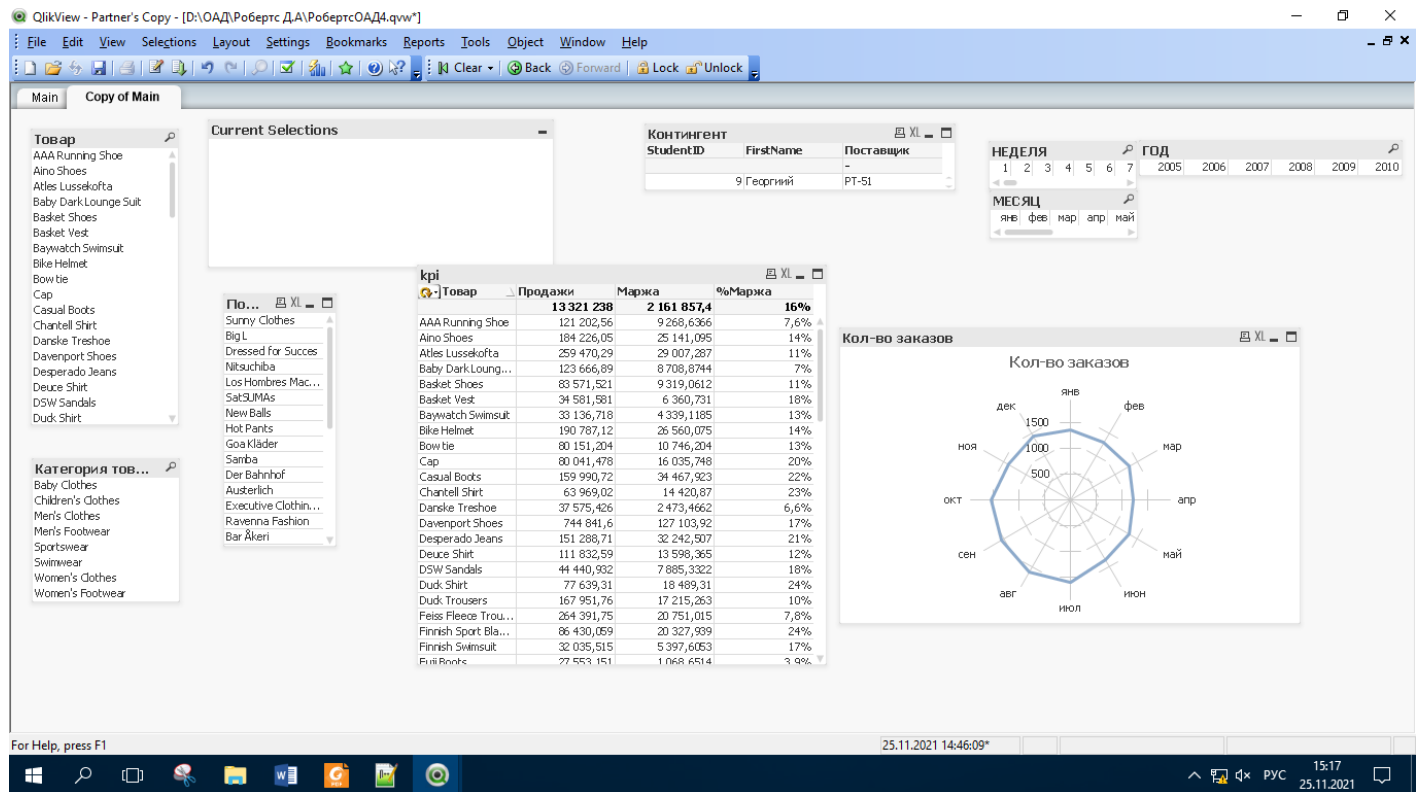 QlikView - Partner's Copy - [D:\ОАД\Робертс Д.А\РобертсОАД4.qvw*]
File Edit View Selections Layout Settings Bookmarks Reports Tools Object Window Help
Clear Back Forward Lock Unlock
Main Copy of Main
Товар
AAA Running Shoe
Aino Shoes
Atles Lussekofta
Baby Dark Lounge Suit
Basket Shoes
Basket Vest
Baywatch Swimsuit
Bike Helmet
Bow tie
Cap
Casual Boots
Chantell Shirt
Danske Treshoe
Davenport Shoes
Desperado Jeans
Deuce Shirt
DSW Sandals
Duck Shirt
Категория тов...
Baby Clothes
Children's Clothes
Men's Clothes
Men's Footwear
Sportswear
Swimwear
Women's Clothes
Women's Footwear
Current Selections
По... XL
Sunny Clothes
Big L
Dressed for Succes
Nitsuchiba
Los Hombres Mac...
SatSUMAs
New Balls
Hot Pants
Goa Kläder
Samba
Der Bahnhof
Austerlich
Executive Clothin...
Ravenna Fashion
Bar Åkeri
Контингент XL
StudentID FirstName Поставщик
-
9 Георгиий РТ-51
НЕДЕЛЯ
1 2 3 4 5 6 7
МЕСЯЦ
янв фев мар апр май
ГОД
2005 2006 2007 2008 2009 2010
kpi XL
Товар Продажи Маржа %Маржа
13 321 238 2 161 857,4 16%
AAA Running Shoe 121 202,56 9 268,6366 7,6%
Aino Shoes 184 226,05 25 141,095 14%
Atles Lussekofta 259 470,29 29 007,287 11%
Baby Dark Loung... 123 666,89 8 708,8744 7%
Basket Shoes 83 571,521 9 319,0612 11%
Basket Vest 34 581,581 6 360,731 18%
Baywatch Swimsuit 33 136,718 4 339,1185 13%
Bike Helmet 190 787,12 26 560,075 14%
Bow tie 80 151,204 10 746,204 13%
Cap 80 041,478 16 035,748 20%
Casual Boots 159 990,72 34 467,923 22%
Chantell Shirt 63 969,02 14 420,87 23%
Danske Treshoe 37 575,426 2 473,4662 6,6%
Davenport Shoes 744 841,6 127 103,92 17%
Desperado Jeans 151 288,71 32 242,507 21%
Deuce Shirt 111 832,59 13 598,365 12%
DSW Sandals 44 440,932 7 885,3322 18%
Duck Shirt 77 639,31 18 489,31 24%
Duck Trousers 167 951,76 17 215,263 10%
Feiss Fleece Trou... 264 391,75 20 751,015 7,8%
Finnish Sport Bla... 86 430,059 20 327,939 24%
Finnish Swimsuit 32 035,515 5 397,6053 17%
Fuji Boots 27 553,151 1 068,6514 3,9%
Кол-во заказов XL
Кол-во заказов
янв
дек фев
1500
ноя 1000 мар
500
окт апр
сен май
авг июн
июл
For Help, press F1 25.11.2021 14:46:09*
РУС 15:17
25.11.2021